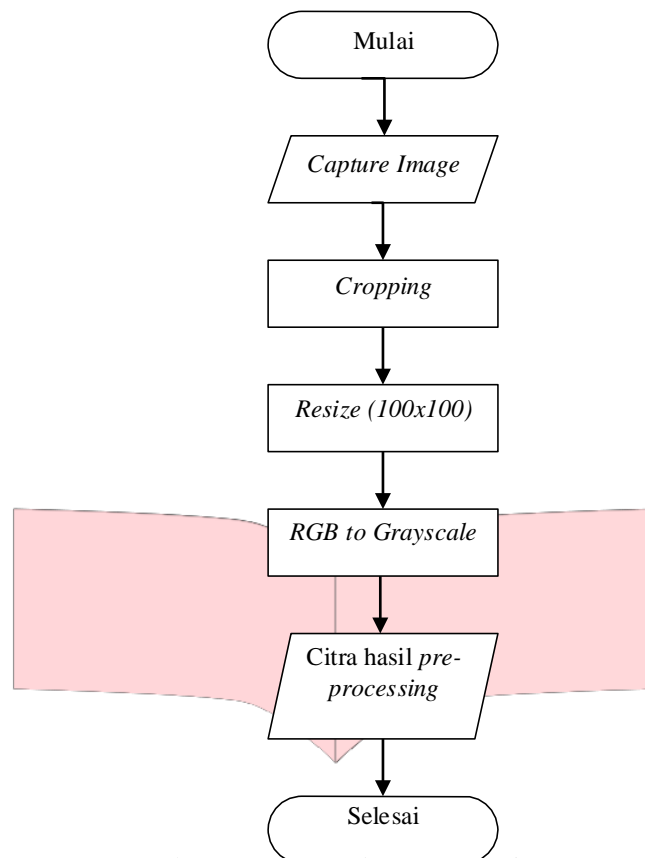 Mulai
Capture Image
Cropping
Resize (100x100)
RGB to Grayscale
Citra hasil pre-
processing
Selesai